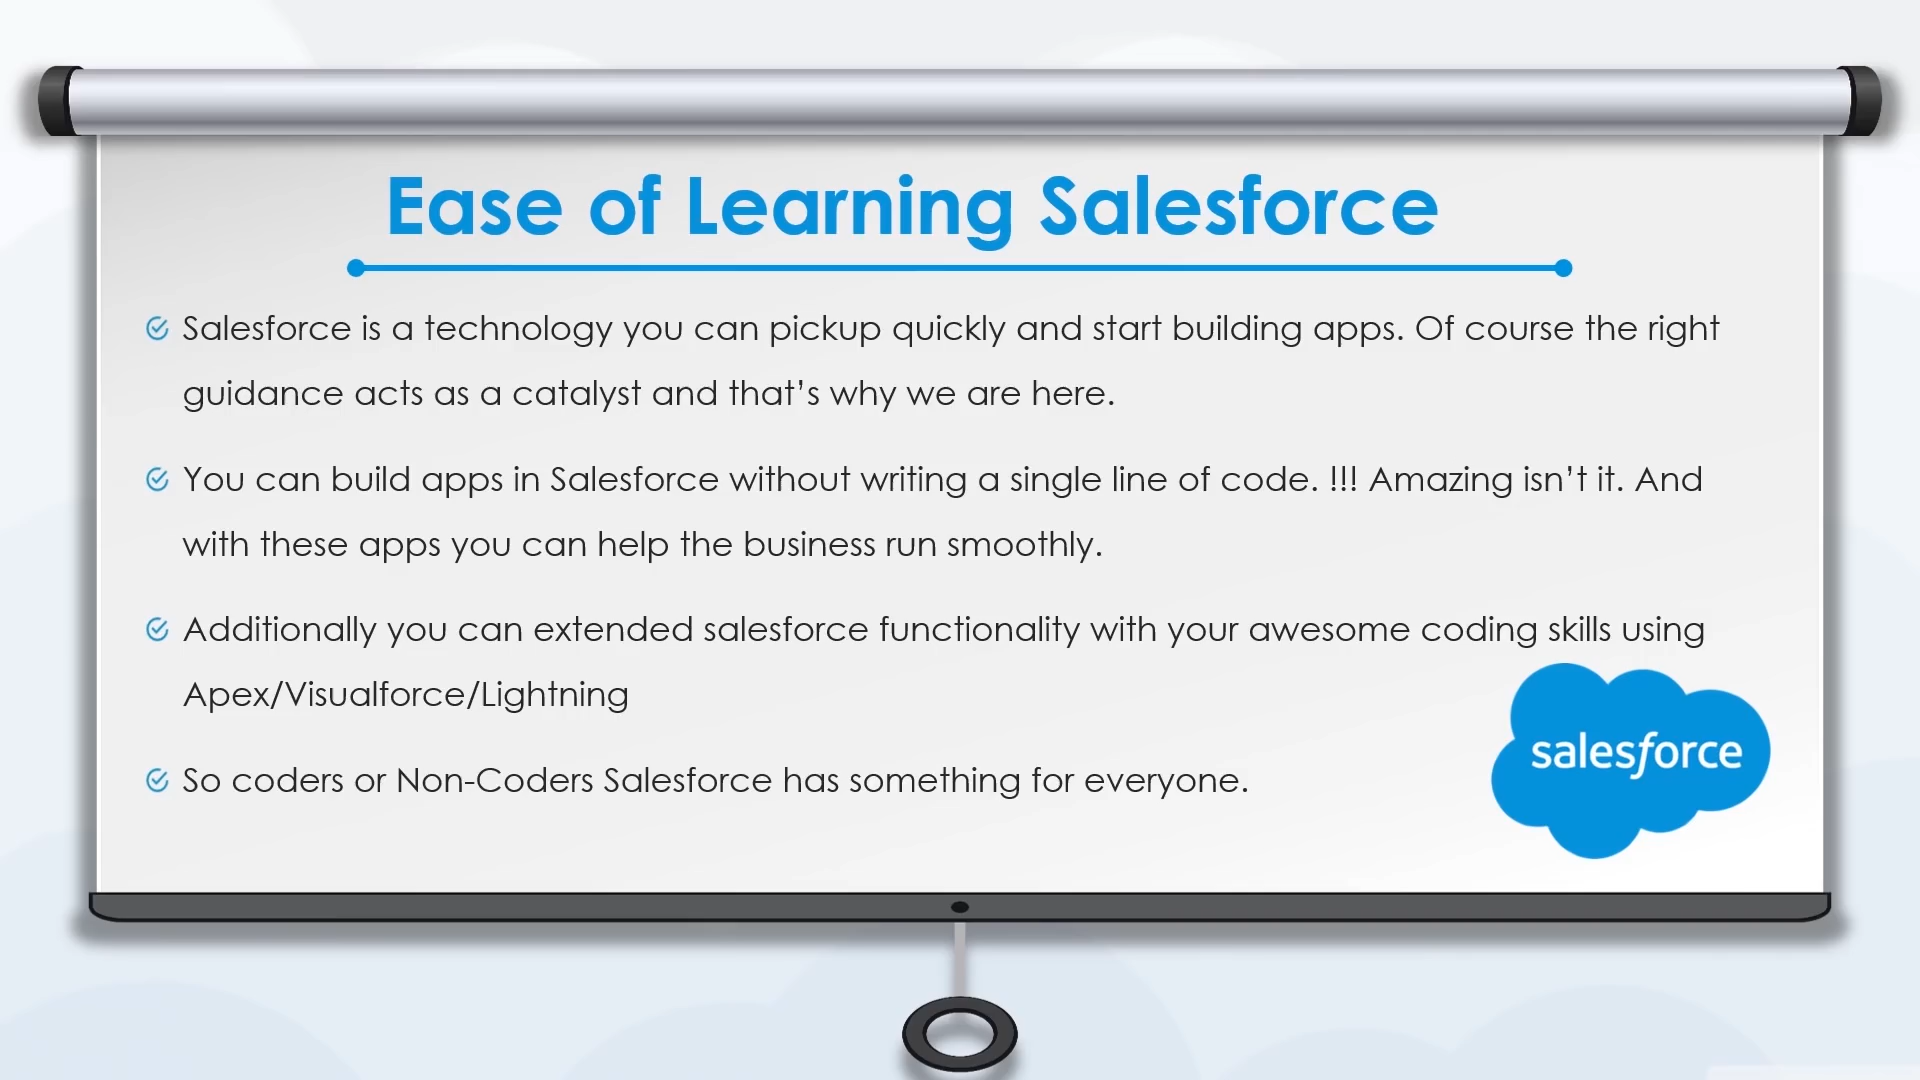 Ease of Learning Salesforce
Salesforce is a technology you can pickup quickly and start building apps. Of course the right
guidance acts as a catalyst and that’s why we are here.
You can build apps in Salesforce without writing a single line of code. !!! Amazing isn’t it. And
with these apps you can help the business run smoothly.
Additionally you can extended salesforce functionality with your awesome coding skills using
Apex/Visualforce/Lightning
salesforce
So coders or Non-Coders Salesforce has something for everyone.